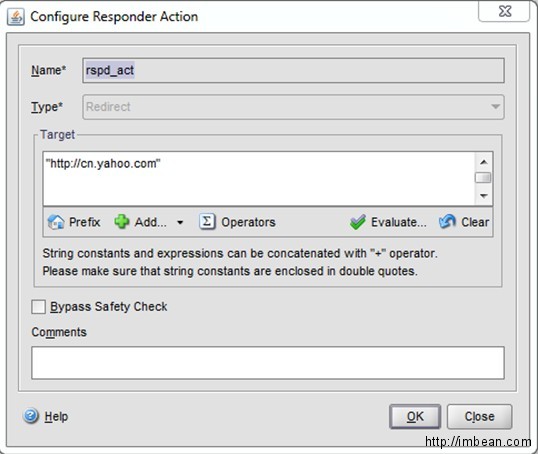 Configure Responder Action
Name* rspd_act
Type* Redirect
Target
"http://cn.yahoo.com"
Prefix Add... Operators Evaluate... Clear
String constants and expressions can be concatenated with "+" operator.
Please make sure that string constants are enclosed in double quotes.
Bypass Safety Check
Comments
Help OK Close
http://imbean.com